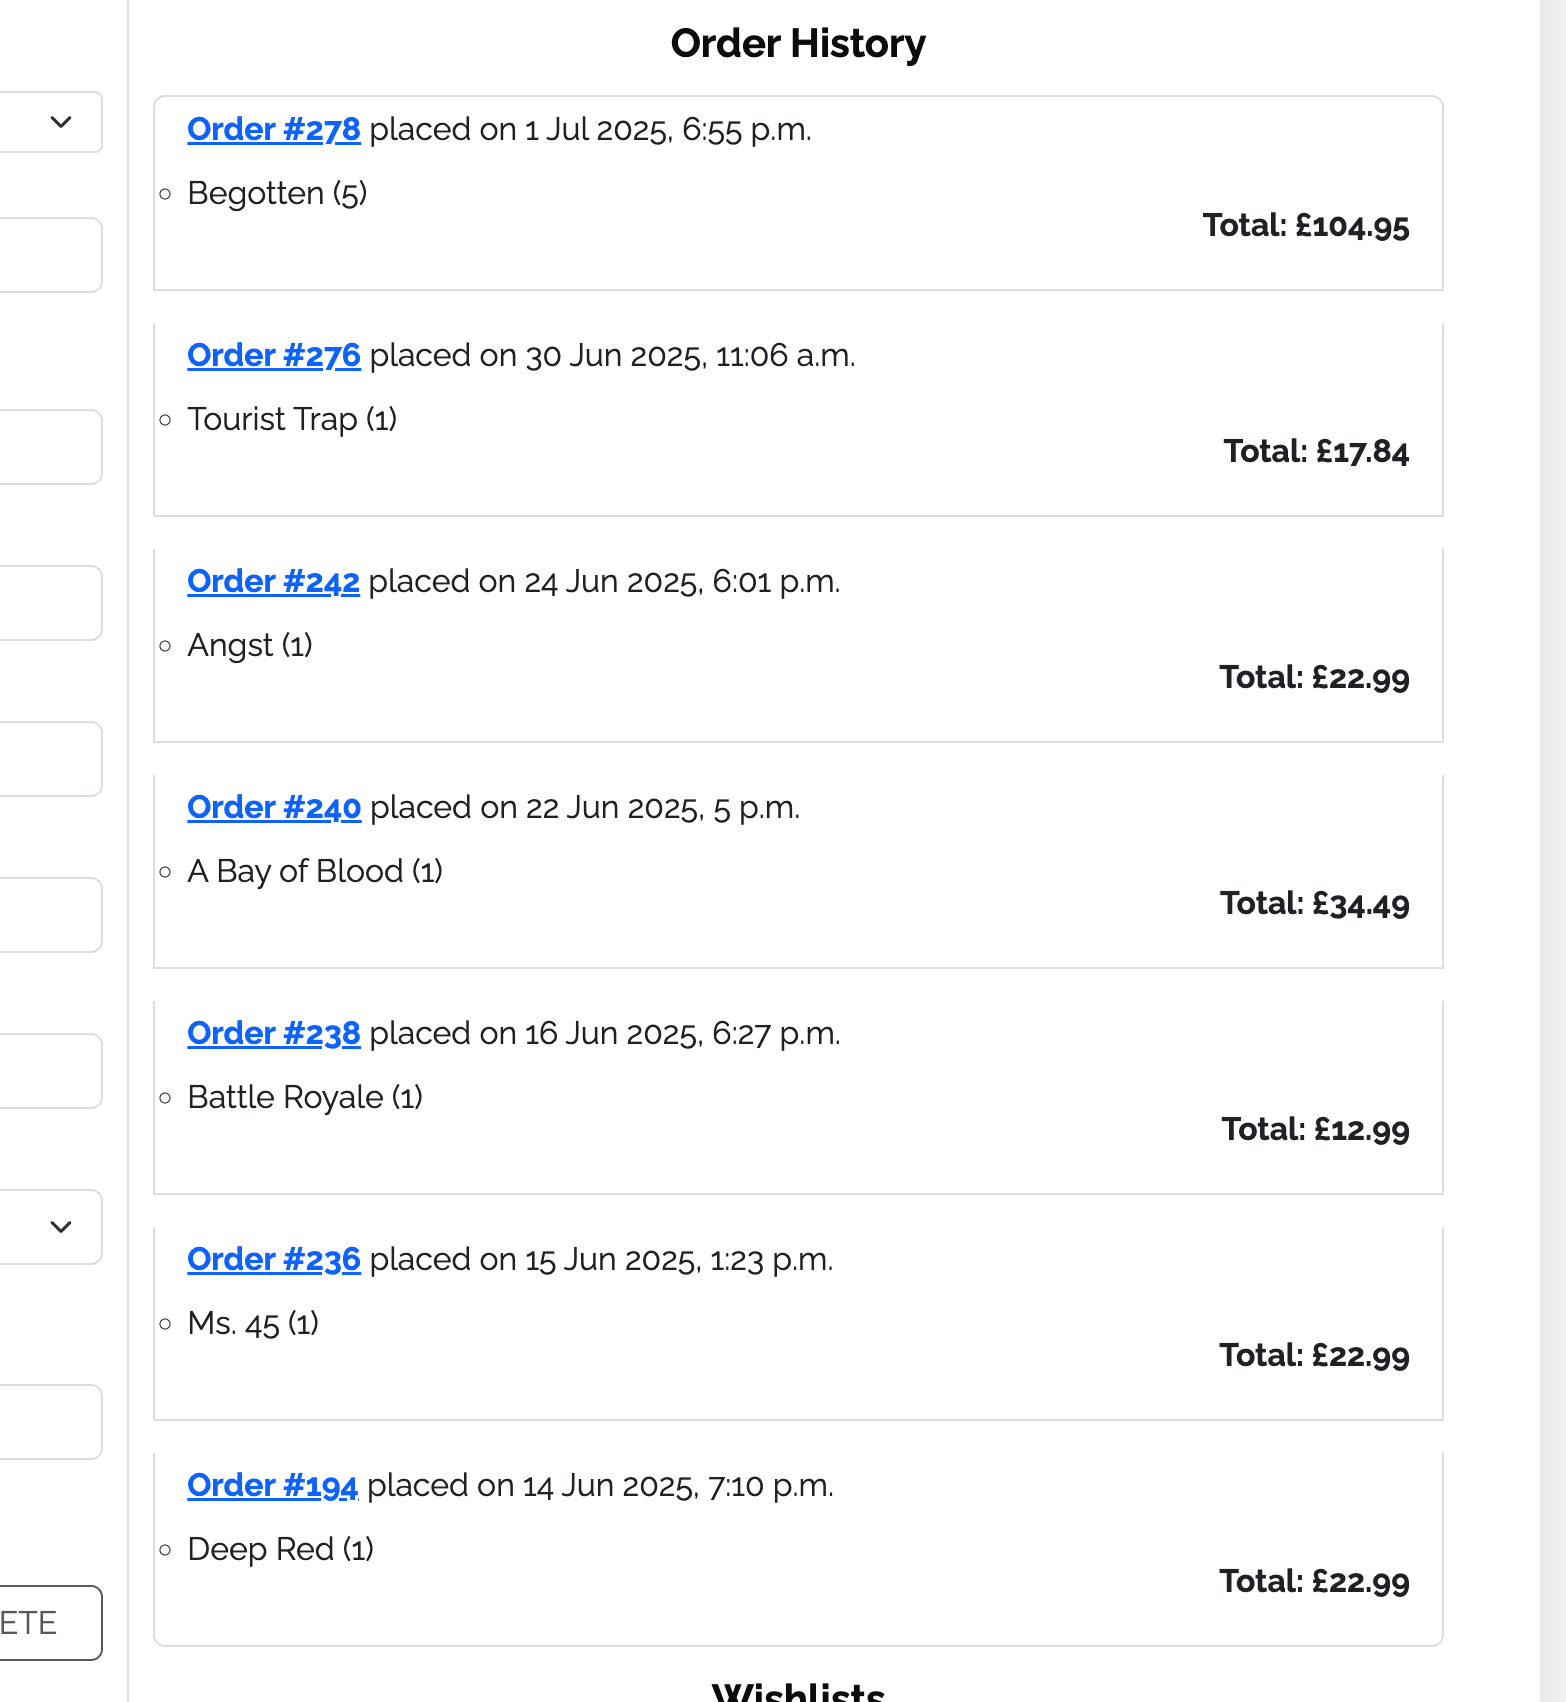 Order History
Order #278 placed on 1 Jul 2025, 6:55 p.m.
Begotten (5)
Total: £104.95
Order #276 placed on 30 Jun 2025, 11:06 a.m.
Tourist Trap (1)
Total: £17.84
Order #242 placed on 24 Jun 2025, 6:01 p.m.
Angst (1)
Total: £22.99
Order #240 placed on 22 Jun 2025, 5 p.m.
A Bay of Blood (1)
Total: £34.49
Order #238 placed on 16 Jun 2025, 6:27 p.m.
Battle Royale (1)
Total: £12.99
Order #236 placed on 15 Jun 2025, 1:23 p.m.
Ms. 45 (1)
Total: £22.99
Order #194 placed on 14 Jun 2025, 7:10 p.m.
Deep Red (1)
Total: £22.99
ETE
Wishlists